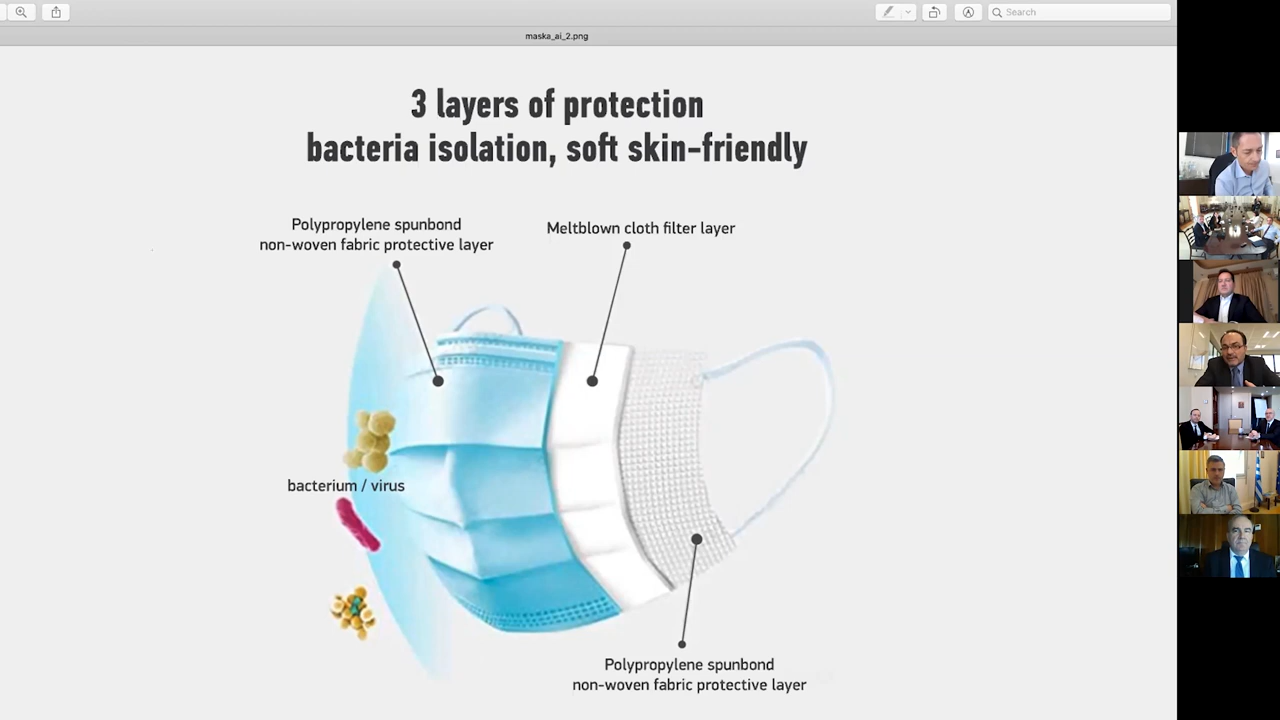 Search
maska_ai_2.png
3 layers of protection
bacteria isolation, soft skin-friendly
Polypropylene spunbond
non-woven fabric protective layer
Meltblown cloth filter layer
bacterium / virus
Polypropylene spunbond
non-woven fabric protective layer